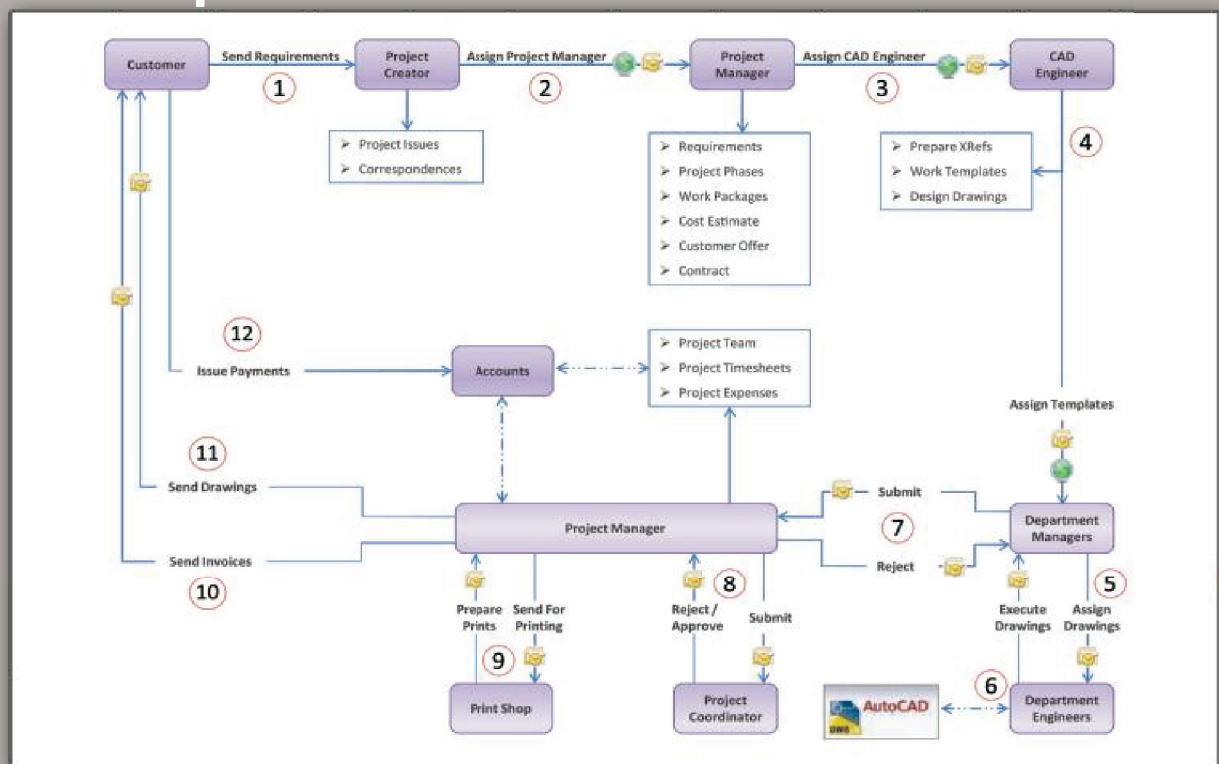 Customer
Send Requirements
1
Project
Creator
Assign Project Manager
2
Project
Manager
Assign CAD Engineer
3
CAD
Engineer
4
➤ Project Issues
➤ Correspondences
➤ Requirements
➤ Project Phases
➤ Work Packages
➤ Cost Estimate
➤ Customer Offer
➤ Contract
➤ Prepare XRefs
➤ Work Templates
➤ Design Drawings
12
Issue Payments
Accounts
➤ Project Team
➤ Project Timesheets
➤ Project Expenses
Assign Templates
11
Send Drawings
Project Manager
Submit
7
Reject
Department
Managers
Send Invoices
10
Prepare
Prints
Send For
Printing
9
Reject /
Approve
8
Submit
Execute
Drawings
5
Assign
Drawings
Print Shop
Project
Coordinator
AutoCAD
DWG
6
Department
Engineers